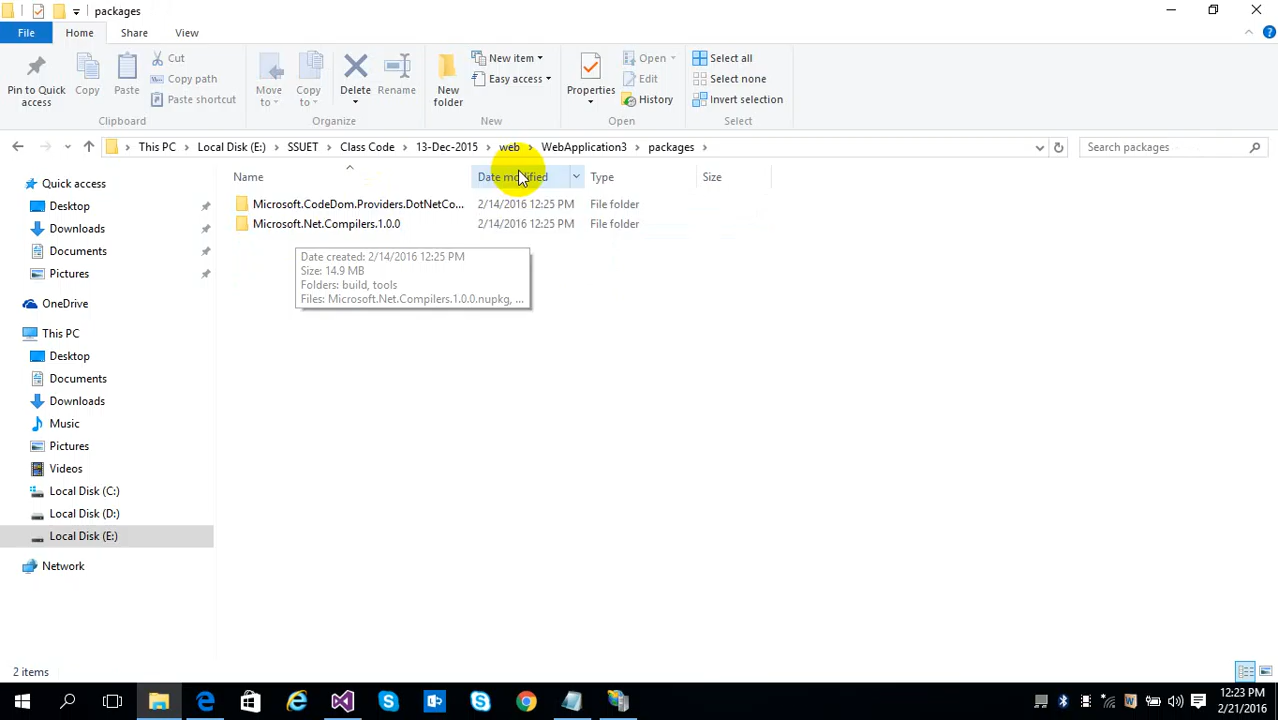 packages
File Home Share View
Pin to Quick access
Copy
Paste
Cut
Copy path
Paste shortcut
Clipboard
Move to
Copy to
Delete
Rename
Organize
New folder
New item
Easy access
New
Properties
Open
Edit
History
Open
Select all
Select none
Invert selection
Select
This PC Local Disk (E:) SSUET Class Code 13-Dec-2015 web WebApplication3 packages
Search packages
Name Date modified Type Size
Microsoft.CodeDom.Providers.DotNetCo... 2/14/2016 12:25 PM File folder
Microsoft.Net.Compilers.1.0.0 2/14/2016 12:25 PM File folder
Date created: 2/14/2016 12:25 PM
Size: 14.9 MB
Folders: build, tools
Files: Microsoft.Net.Compilers.1.0.0.nupkg, ...
Quick access
Desktop
Downloads
Documents
Pictures
OneDrive
This PC
Desktop
Documents
Downloads
Music
Pictures
Videos
Local Disk (C:)
Local Disk (D:)
Local Disk (E:)
Network
2 items
12:23 PM
2/21/2016